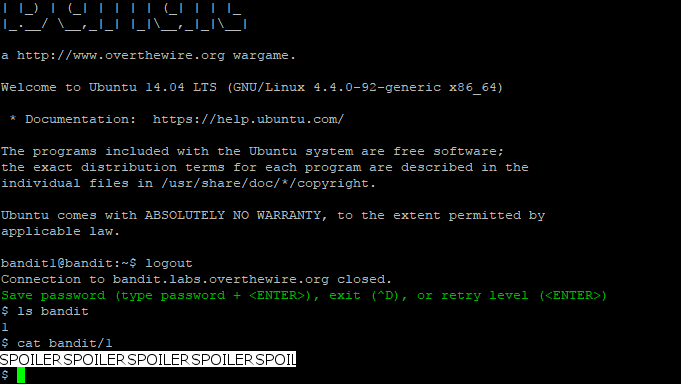 | |_) | (_| | | | | (_| | | | |_
|_.__/ \__,_|_| |_|\__,_|_|\__|
a http://www.overthewire.org wargame.
Welcome to Ubuntu 14.04 LTS (GNU/Linux 4.4.0-92-generic x86_64)
* Documentation:  https://help.ubuntu.com/
The programs included with the Ubuntu system are free software;
the exact distribution terms for each program are described in the
individual files in /usr/share/doc/*/copyright.
Ubuntu comes with ABSOLUTELY NO WARRANTY, to the extent permitted by
applicable law.
bandit1@bandit:~$ logout
Connection to bandit.labs.overthewire.org closed.
Save password (type password + <ENTER>), exit (^D), or retry level (<ENTER>)
$ ls bandit
1
$ cat bandit/1
SPOILERSPOILERSPOILERSPOILERSPOIL
$